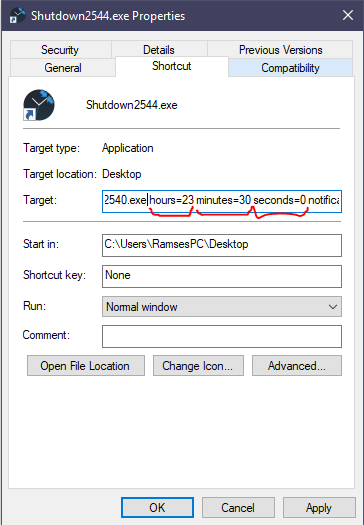 Shutdown2544.exe Properties
Security Details Previous Versions
General Shortcut Compatibility
Shutdown2544.exe
Target type: Application
Target location: Desktop
Target: 2540.exe hours=23 minutes=30 seconds=0 notifica
Start in: C:\Users\RamsesPC\Desktop
Shortcut key: None
Run: Normal window
Comment:
Open File Location Change Icon... Advanced...
OK Cancel Apply